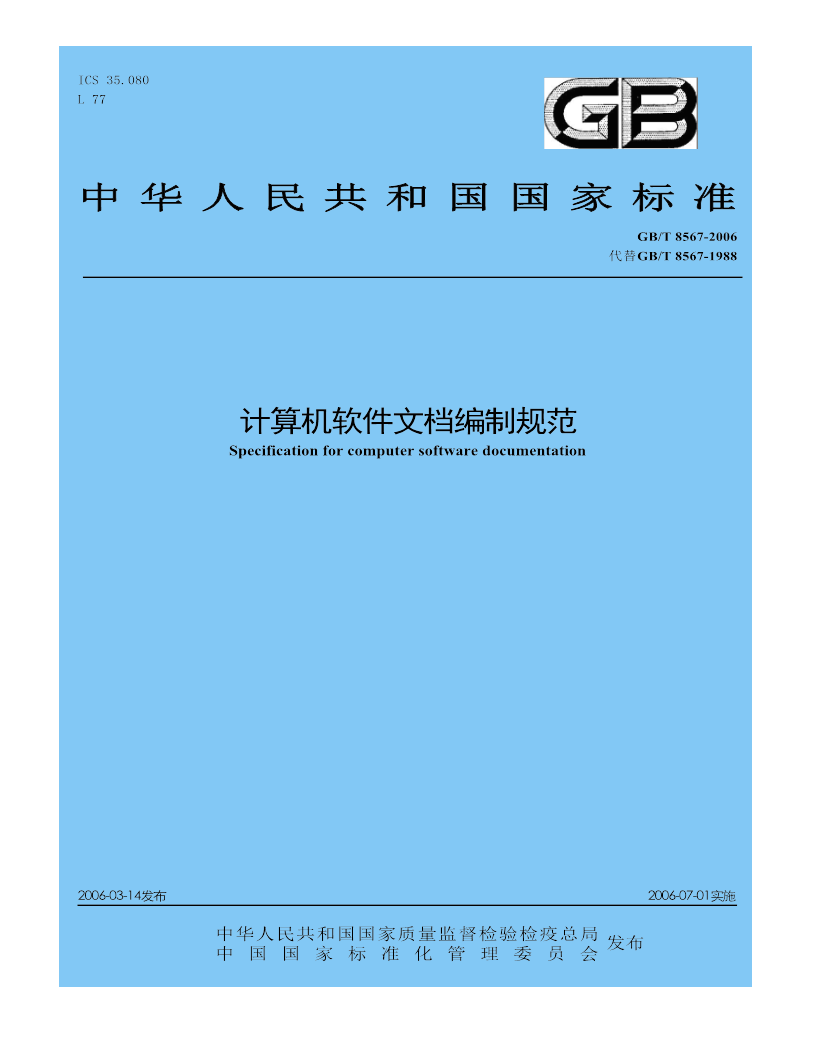 ICS 35.080
L 77
GB
中华人民共和国国家标准
GB/T 8567-2006
代替GB/T 8567-1988
计算机软件文档编制规范
Specification for computer software documentation
2006-03-14发布
2006-07-01实施
中华人民共和国国家质量监督检验检疫总局
中国国家标准化管理委员会
发布